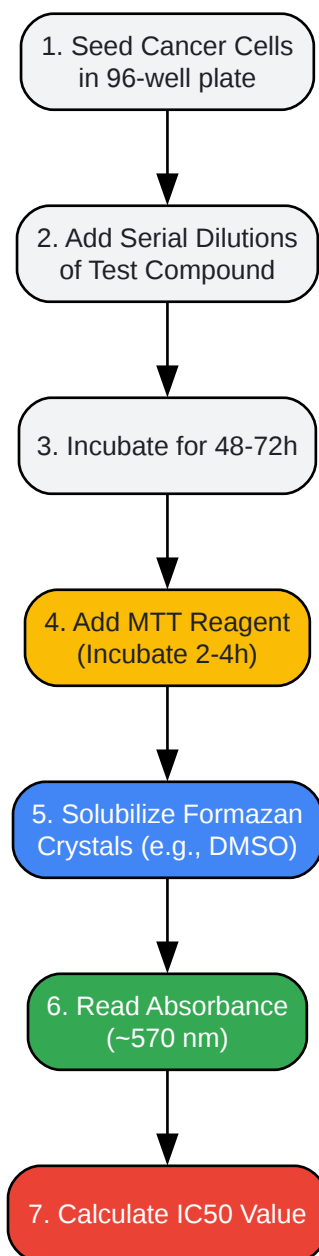 1. Seed Cancer Cells
in 96-well plate
2. Add Serial Dilutions
of Test Compound
3. Incubate for 48-72h
4. Add MTT Reagent
(Incubate 2-4h)
5. Solubilize Formazan
Crystals (e.g., DMSO)
6. Read Absorbance
(~570 nm)
7. Calculate IC50 Value